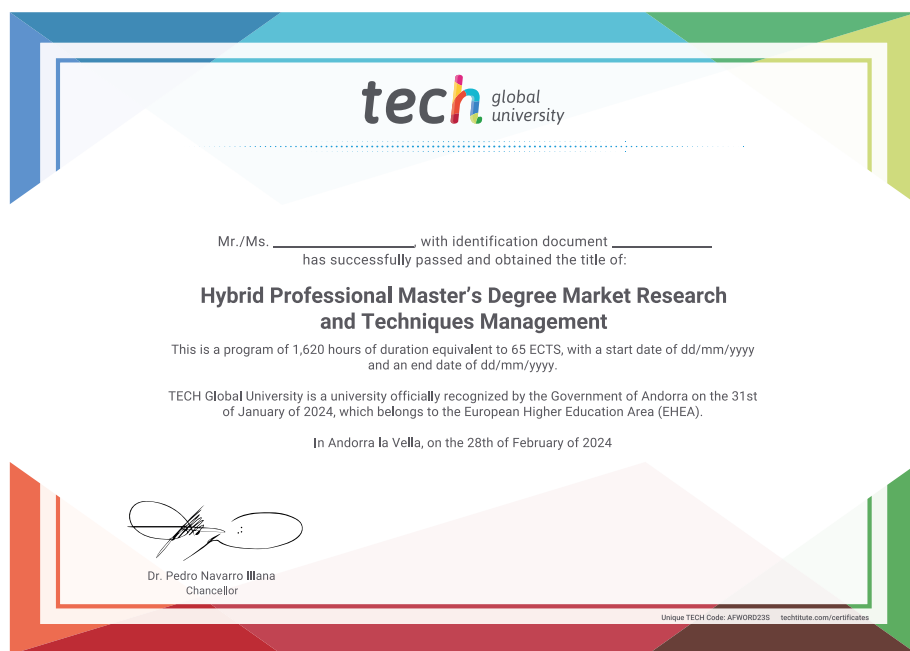 tech global
university
Mr./Ms. ________________, with identification document ____________
has successfully passed and obtained the title of:
Hybrid Professional Master’s Degree Market Research
and Techniques Management
This is a program of 1,620 hours of duration equivalent to 65 ECTS, with a start date of dd/mm/yyyy
and an end date of dd/mm/yyyy.
TECH Global University is a university officially recognized by the Government of Andorra on the 31st
of January of 2024, which belongs to the European Higher Education Area (EHEA).
In Andorra la Vella, on the 28th of February of 2024
Dr. Pedro Navarro Illana
Chancellor
Unique TECH Code: AFWORD23S techtitute.com/certificates